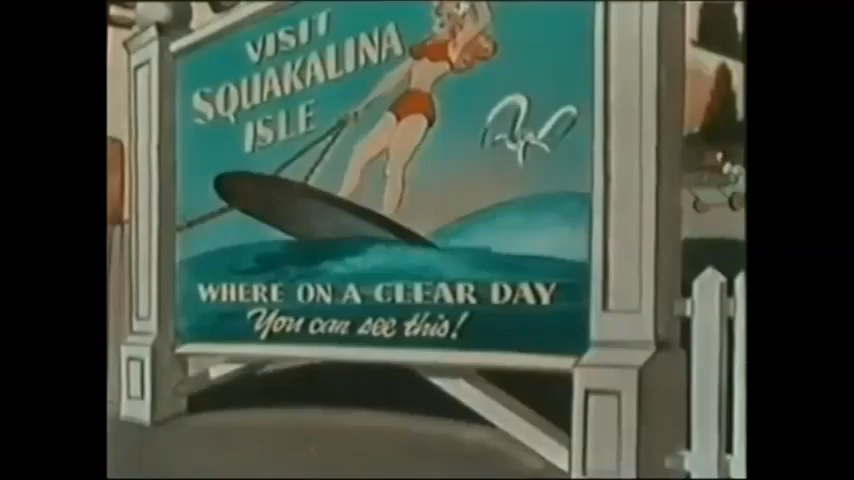 VISIT
SQUAKALINA
ISLE
WHERE ON A CLEAR DAY
You can see this!